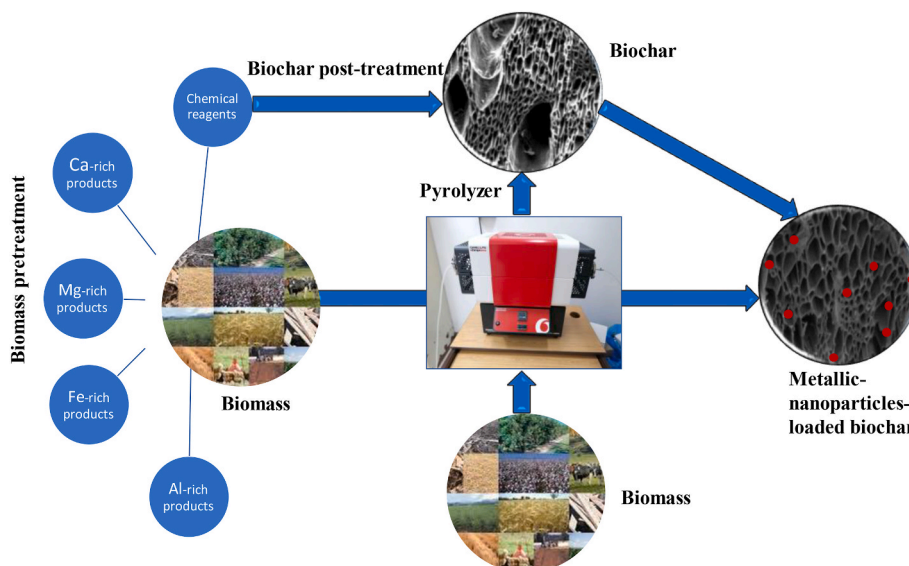 Biochar post-treatment
Biochar
Chemical
reagents
Ca-rich
products
Pyrolyzer
Biomass pretreatment
Mg-rich
products
Fe-rich
products
Biomass
Metallic-
nanoparticles-
loaded biochar
Al-rich
products
Biomass
6